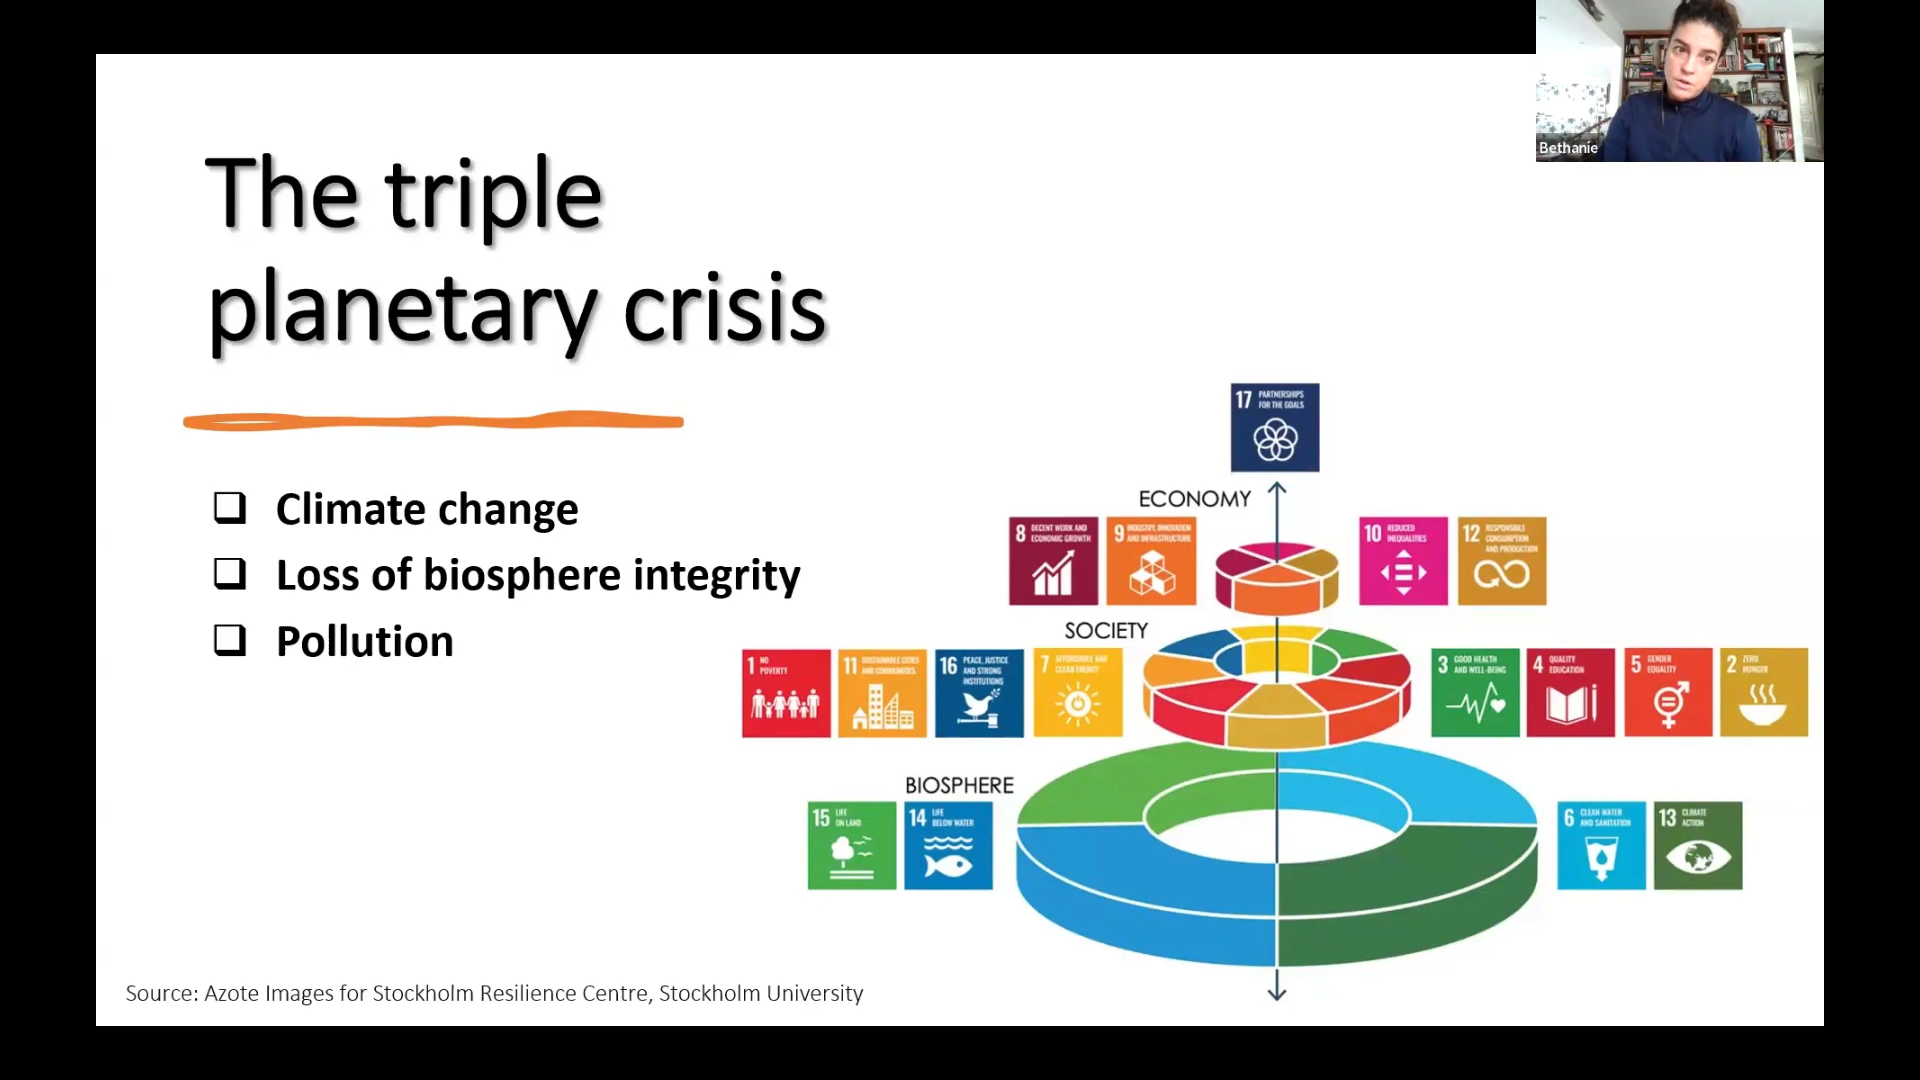 Bethanie
The triple
planetary crisis
Climate change
Loss of biosphere integrity
Pollution
17 PARTNERSHIPS
FOR THE GOALS
ECONOMY
8 DECENT WORK AND
ECONOMIC GROWTH
9 INDUSTRY, INNOVATION
AND INFRASTRUCTURE
10 REDUCED
INEQUALITIES
12 RESPONSIBLE
CONSUMPTION
AND PRODUCTION
SOCIETY
1 NO
POVERTY
11 SUSTAINABLE CITIES
AND COMMUNITIES
16 PEACE, JUSTICE
AND STRONG
INSTITUTIONS
7 AFFORDABLE AND
CLEAN ENERGY
3 GOOD HEALTH
AND WELL-BEING
4 QUALITY
EDUCATION
5 GENDER
EQUALITY
2 ZERO
HUNGER
BIOSPHERE
15 LIFE
ON LAND
14 LIFE
BELOW WATER
6 CLEAN WATER
AND SANITATION
13 CLIMATE
ACTION
Source: Azote Images for Stockholm Resilience Centre, Stockholm University